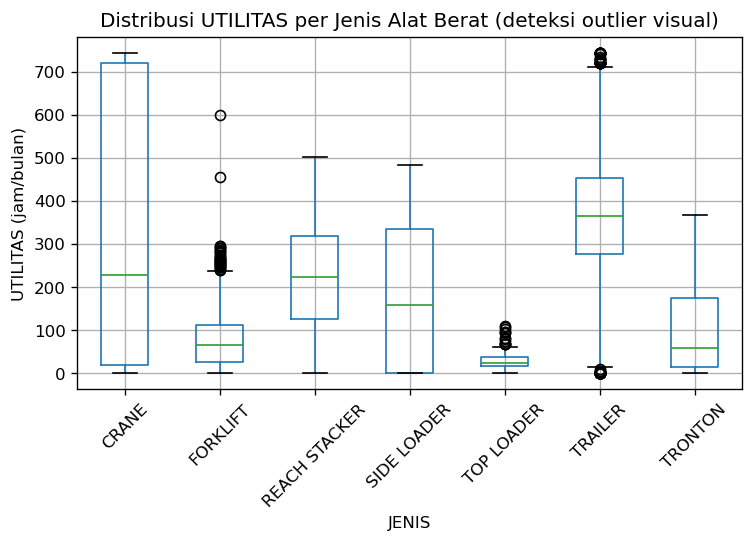 Distribusi UTILITAS per Jenis Alat Berat (deteksi outlier visual)
UTILITAS (jam/bulan)
700
600
500
400
300
200
100
0
CRANE
FORKLIFT
REACH STACKER
SIDE LOADER
TOP LOADER
TRAILER
TRONTON
JENIS